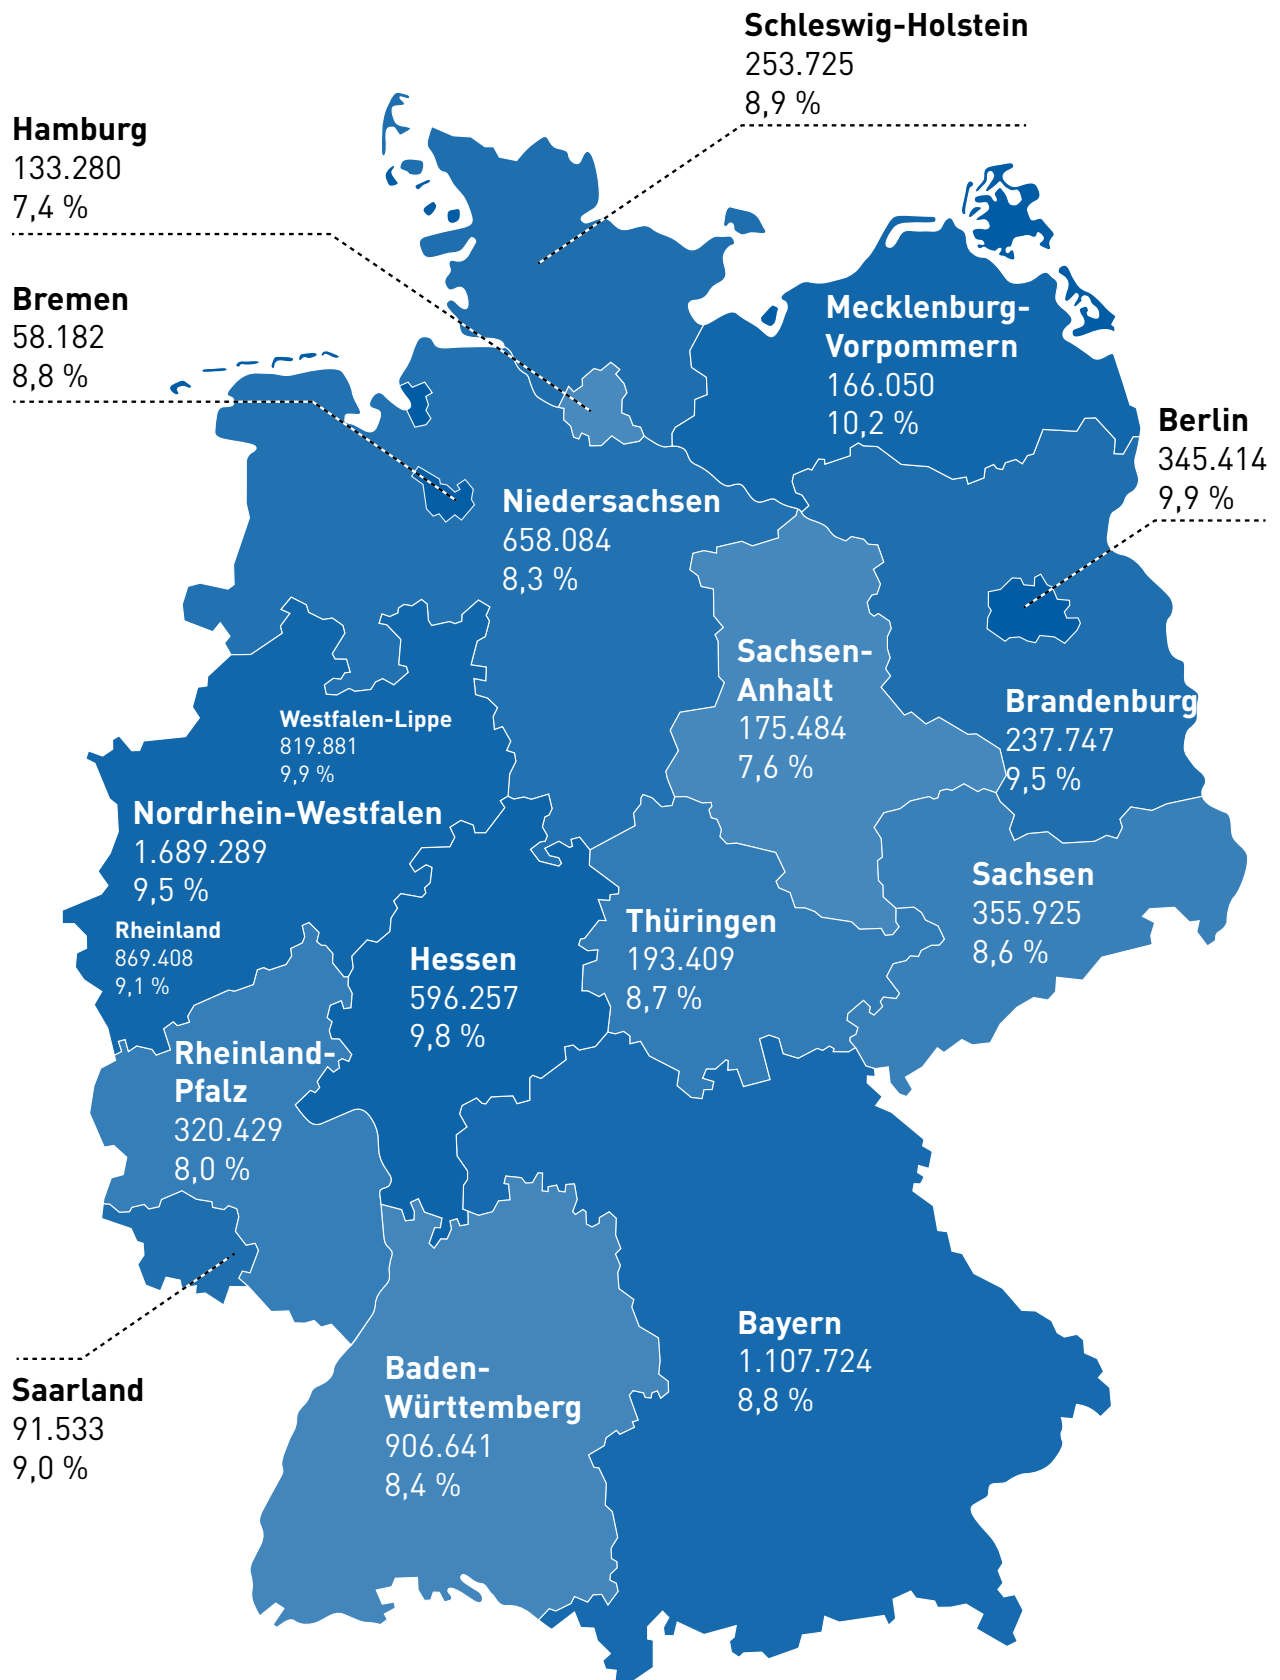 Schleswig-Holstein
253.725
8,9 %
Hamburg
133.280
7,4 %
Bremen
58.182
8,8 %
Mecklenburg-
Vorpommern
166.050
10,2 %
Berlin
345.414
9,9 %
Niedersachsen
658.084
8,3 %
Sachsen-
Anhalt
175.484
7,6 %
Brandenburg
237.747
9,5 %
Westfalen-Lippe
819.881
9,9 %
Nordrhein-Westfalen
1.689.289
9,5 %
Rheinland
869.408
9,1 %
Sachsen
355.925
8,6 %
Thüringen
193.409
8,7 %
Hessen
596.257
9,8 %
Rheinland-
Pfalz
320.429
8,0 %
Bayern
1.107.724
8,8 %
Baden-
Württemberg
906.641
8,4 %
Saarland
91.533
9,0 %